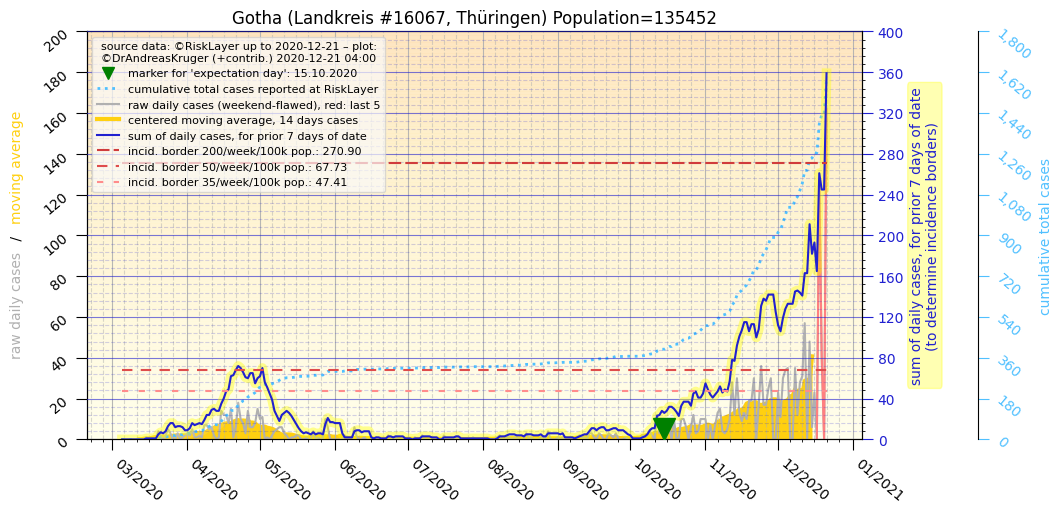 Gotha (Landkreis #16067, Thüringen) Population=135452
source data: ©RiskLayer up to 2020-12-21 – plot:
©DrAndreasKruger (+contrib.) 2020-12-21 04:00
marker for 'expectation day': 15.10.2020
cumulative total cases reported at RiskLayer
raw daily cases (weekend-flawed), red: last 5
centered moving average, 14 days cases
sum of daily cases, for prior 7 days of date
incid. border 200/week/100k pop.: 270.90
incid. border 50/week/100k pop.: 67.73
incid. border 35/week/100k pop.: 47.41
raw daily cases / moving average
200
180
160
140
120
100
80
60
40
20
0
03/2020
04/2020
05/2020
06/2020
07/2020
08/2020
09/2020
10/2020
11/2020
12/2020
01/2021
400
360
320
280
240
200
160
120
80
40
0
sum of daily cases, for prior 7 days of date
(to determine incidence borders)
1,800
1,620
1,440
1,260
1,080
900
720
540
360
180
0
cumulative total cases